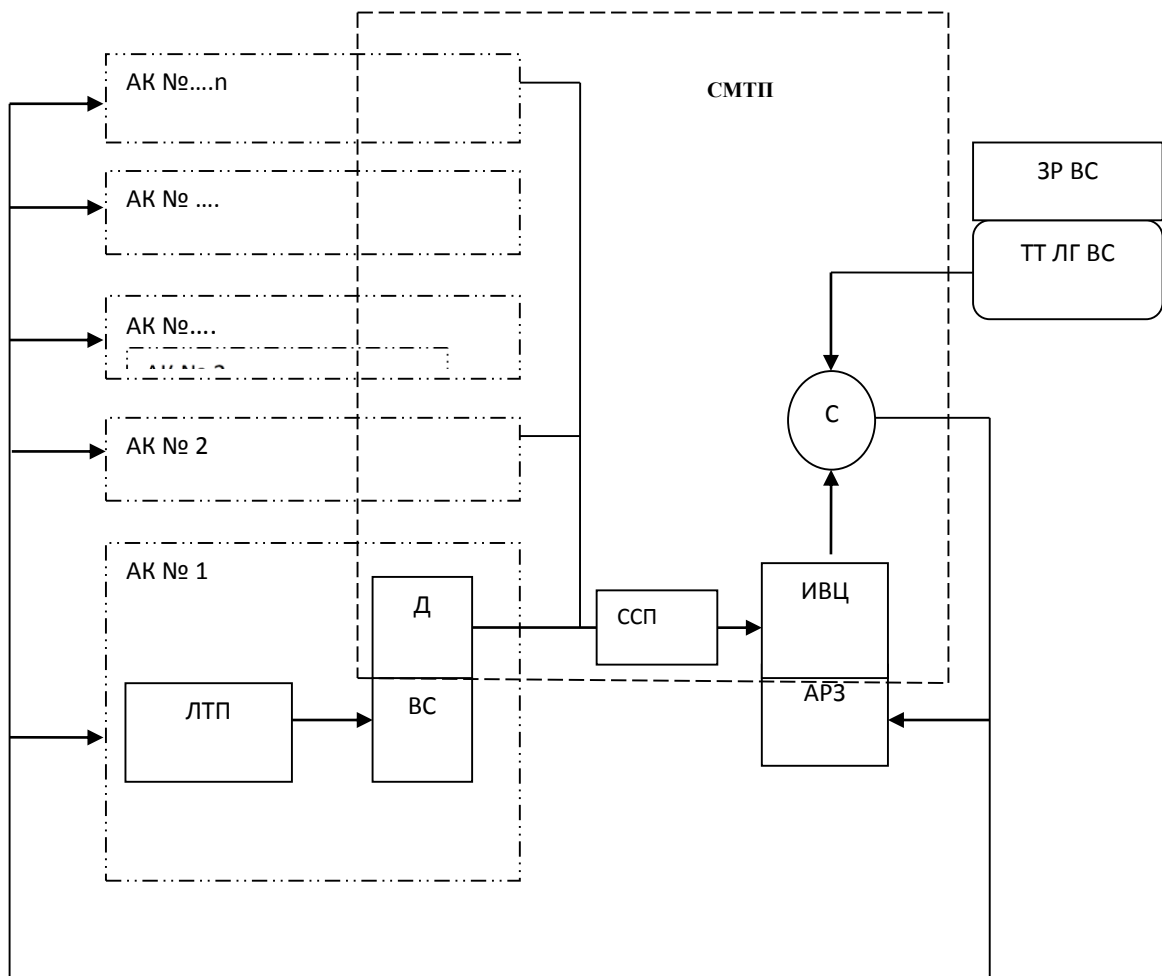 СМТП
АК №....n
АК № ....
АК №....
АК № 2
АК № 1
ЗР ВС
ТТ ЛГ ВС
С
Д
ВС
ЛТП
ССП
ИВЦ
АРЗ